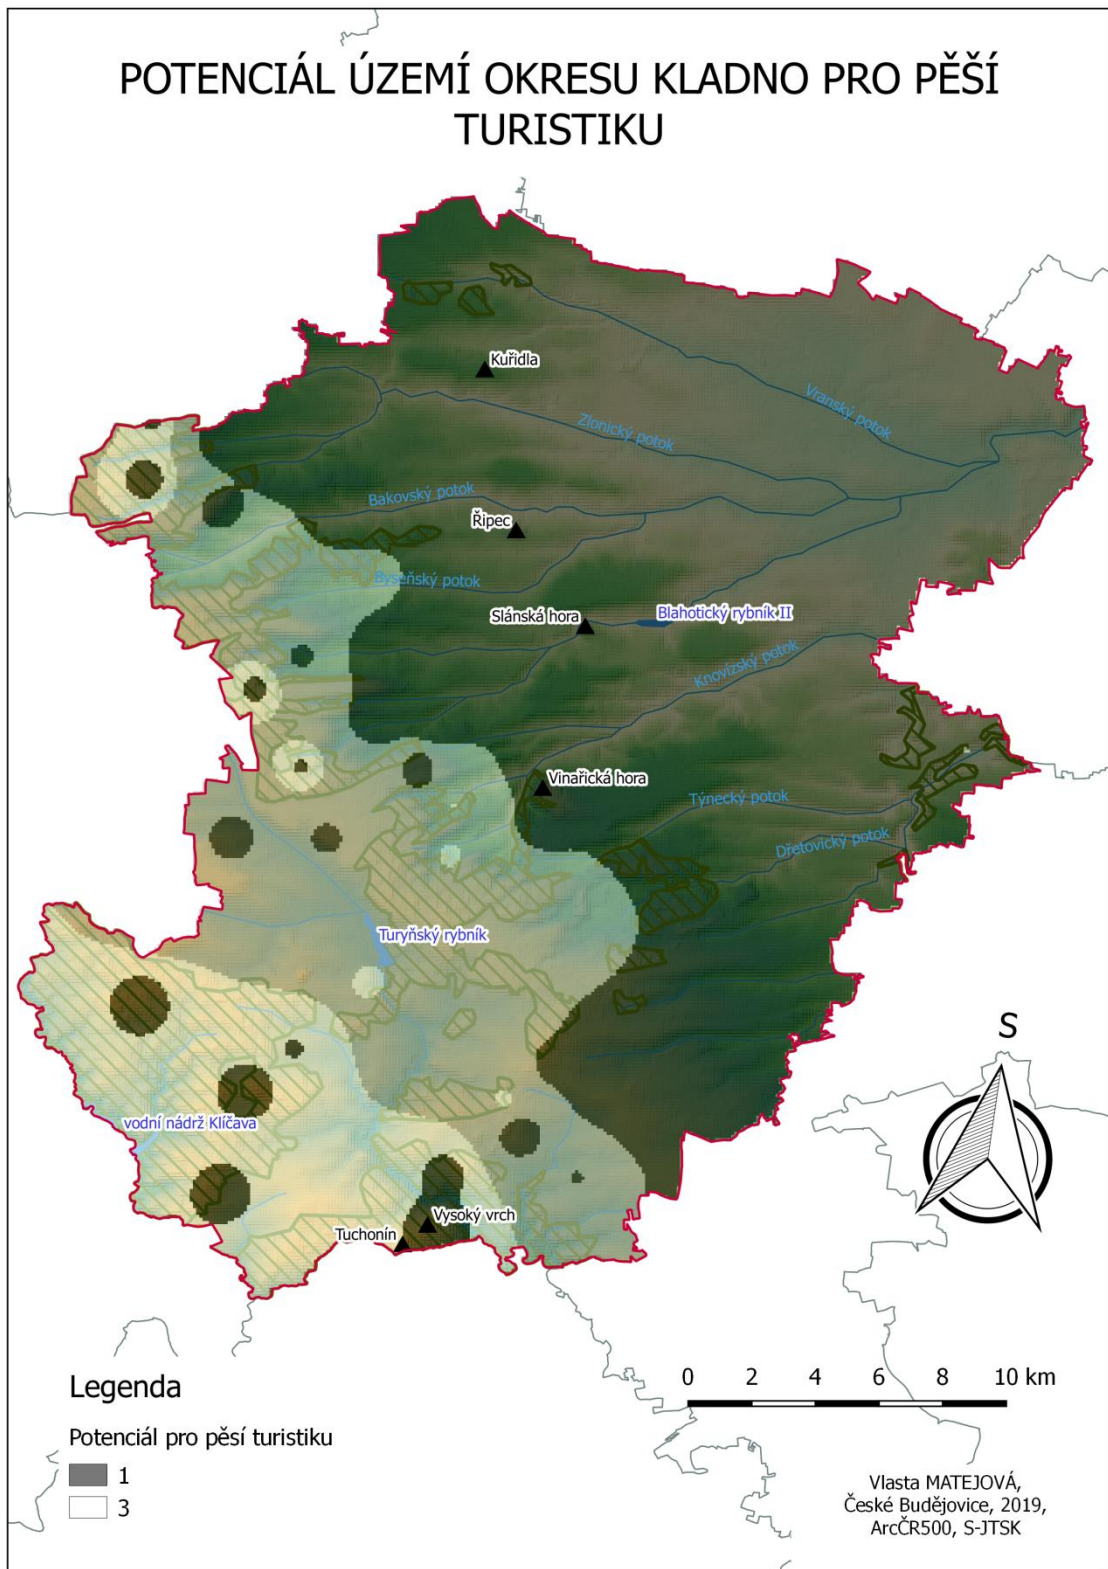 POTENCIÁL ÚZEMÍ OKRESU KLADNO PRO PĚŠÍ
TURISTIKU
Kuřidla
Vranský potok
Zlonický potok
Bakovský potok
Řipec
Byseňský potok
Slánská hora
Blahotický rybník II
Knovízský potok
Vinařická hora
Týnecký potok
Dřetovický potok
Turyňský rybník
S
vodní nádrž Klíčava
Vysoký vrch
Tuchonín
Legenda
0 2 4 6 8 10 km
Potenciál pro pěsí turistiku
1
3
Vlasta MATEJOVÁ,
České Budějovice, 2019,
ArcČR500, S-JTSK